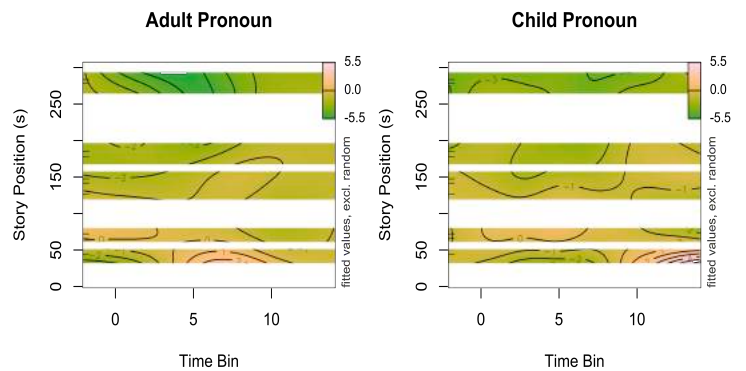 Adult Pronoun
Child Pronoun
5.5
0.0
-5.5
5.5
0.0
-5.5
Story Position (s)
0
50
150
250
0
5
10
Time Bin
fitted values, excl. random
Story Position (s)
0
50
150
250
0
5
10
Time Bin
fitted values, excl. random